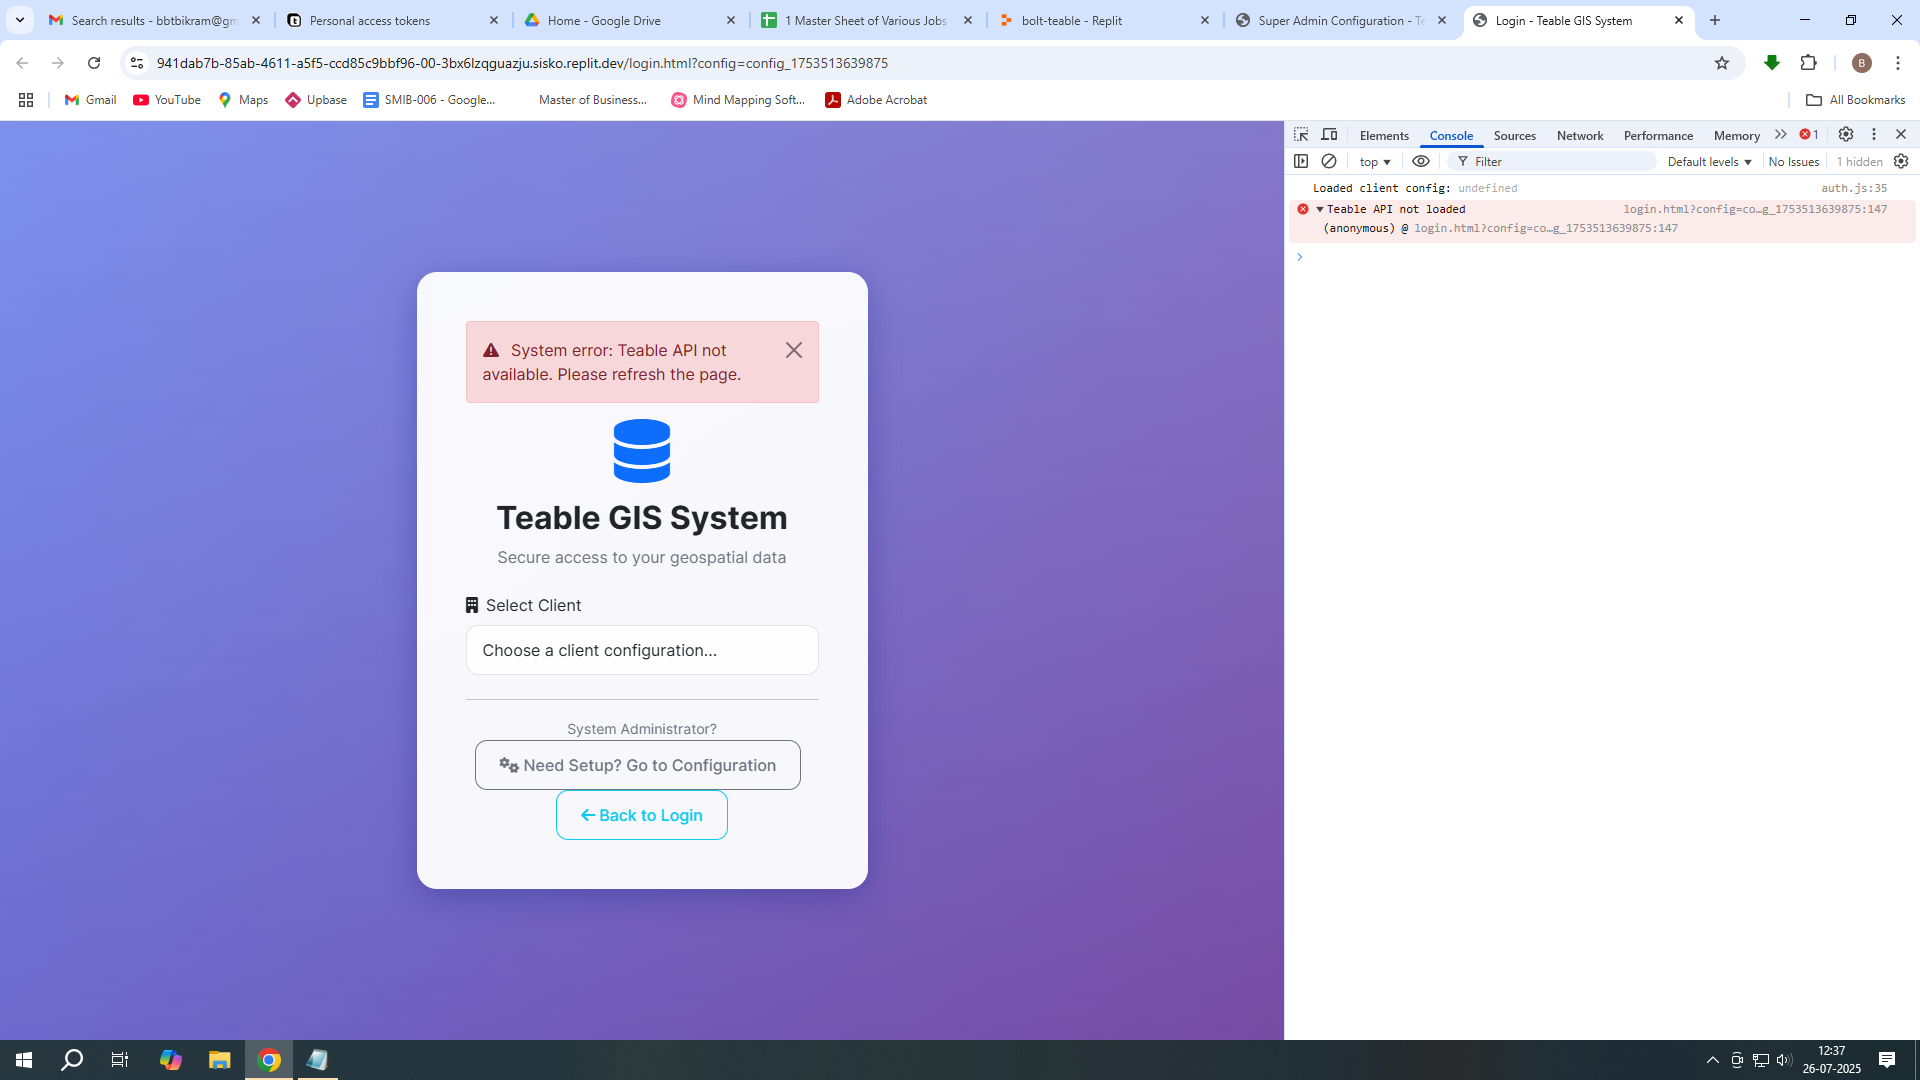 Search results - bbtbikram@gm
Personal access tokens
Home - Google Drive
1 Master Sheet of Various Jobs
bolt-teable - Replit
Super Admin Configuration - Te
Login - Teable GIS System
941dab7b-85ab-4611-a5f5-ccd85c9bbf96-00-3bx6lzqguazju.sisko.replit.dev/login.html?config=config_1753513639875
B
Gmail
YouTube
Maps
Upbase
SMIB-006 - Google...
Master of Business...
Mind Mapping Soft...
Adobe Acrobat
All Bookmarks
Elements
Console
Sources
Network
Performance
Memory
1
top
Filter
Default levels
No Issues
1 hidden
Loaded client config: undefined
auth.js:35
Teable API not loaded
login.html?config=co…g_1753513639875:147
(anonymous) @ login.html?config=co…g_1753513639875:147
System error: Teable API not
available. Please refresh the page.
Teable GIS System
Secure access to your geospatial data
Select Client
Choose a client configuration...
System Administrator?
Need Setup? Go to Configuration
Back to Login
12:37
26-07-2025